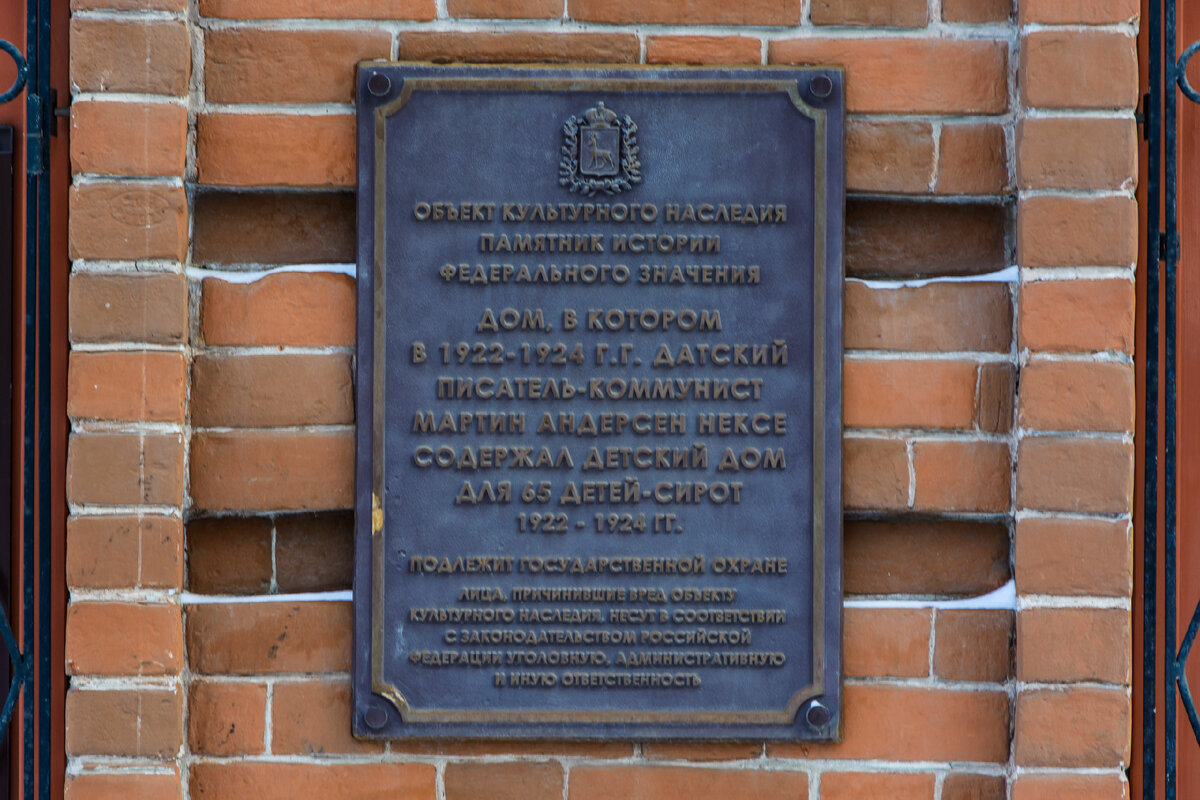 ОБЪЕКТ КУЛЬТУРНОГО НАСЛЕДИЯ
ПАМЯТНИК ИСТОРИИ
ФЕДЕРАЛЬНОГО ЗНАЧЕНИЯ
ДОМ, В КОТОРОМ
В 1922-1924 Г.Г. ДАТСКИЙ
ПИСАТЕЛЬ-КОММУНИСТ
МАРТИН АНДЕРСЕН НЕКСЕ
СОДЕРЖАЛ ДЕТСКИЙ ДОМ
ДЛЯ 65 ДЕТЕЙ-СИРОТ
1922 - 1924 ГГ.
ПОДЛЕЖИТ ГОСУДАРСТВЕННОЙ ОХРАНЕ
ЛИЦА, ПРИЧИНИВШИЕ ВРЕД ОБЪЕКТУ
КУЛЬТУРНОГО НАСЛЕДИЯ, НЕСУТ В СООТВЕТСТВИИ
С ЗАКОНОДАТЕЛЬСТВОМ РОССИЙСКОЙ
ФЕДЕРАЦИИ УГОЛОВНУЮ, АДМИНИСТРАТИВНУЮ
И ИНУЮ ОТВЕТСТВЕННОСТЬ